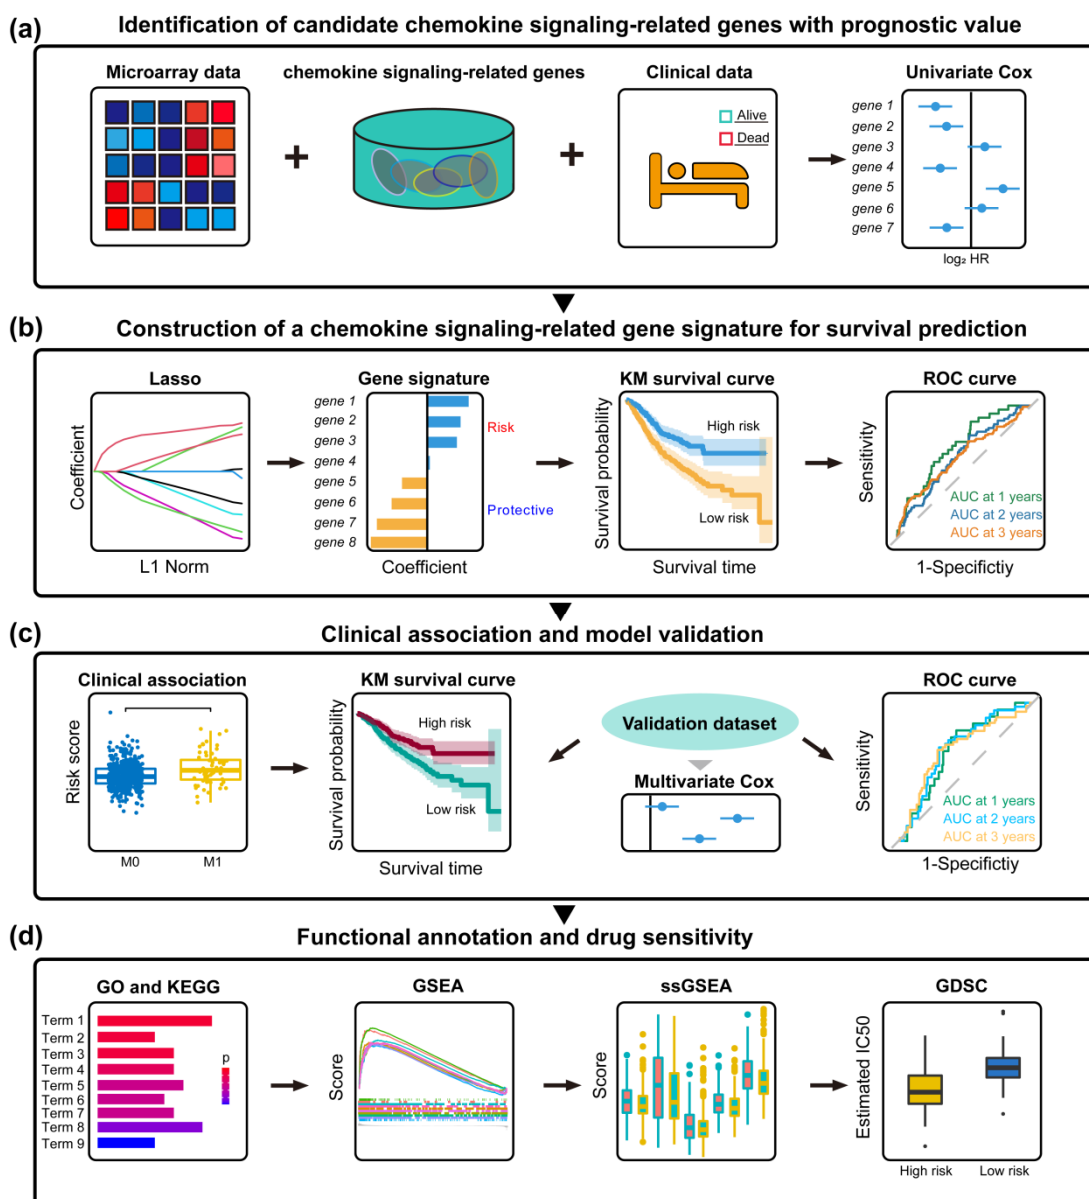 (a)
Identification of candidate chemokine signaling-related genes with prognostic value
Microarray data
chemokine signaling-related genes
Clinical data
Univariate Cox
+
+
Alive
Dead
gene 1
gene 2
gene 3
gene 4
gene 5
gene 6
gene 7
log₂ HR
(b)
Construction of a chemokine signaling-related gene signature for survival prediction
Lasso
Coefficient
L1 Norm
Gene signature
gene 1
gene 2
gene 3
gene 4
gene 5
gene 6
gene 7
gene 8
Risk
Protective
Coefficient
KM survival curve
Survival probability
High risk
Low risk
Survival time
ROC curve
Sensitivity
AUC at 1 years
AUC at 2 years
AUC at 3 years
1-Specifictiy
(c)
Clinical association and model validation
Clinical association
Risk score
M0
M1
KM survival curve
Survival probability
High risk
Low risk
Survival time
Validation dataset
Multivariate Cox
ROC curve
Sensitivity
AUC at 1 years
AUC at 2 years
AUC at 3 years
1-Specifictiy
(d)
Functional annotation and drug sensitivity
GO and KEGG
Term 1
Term 2
Term 3
Term 4
Term 5
Term 6
Term 7
Term 8
Term 9
p
GSEA
Score
ssGSEA
Score
GDSC
Estimated IC50
High risk
Low risk